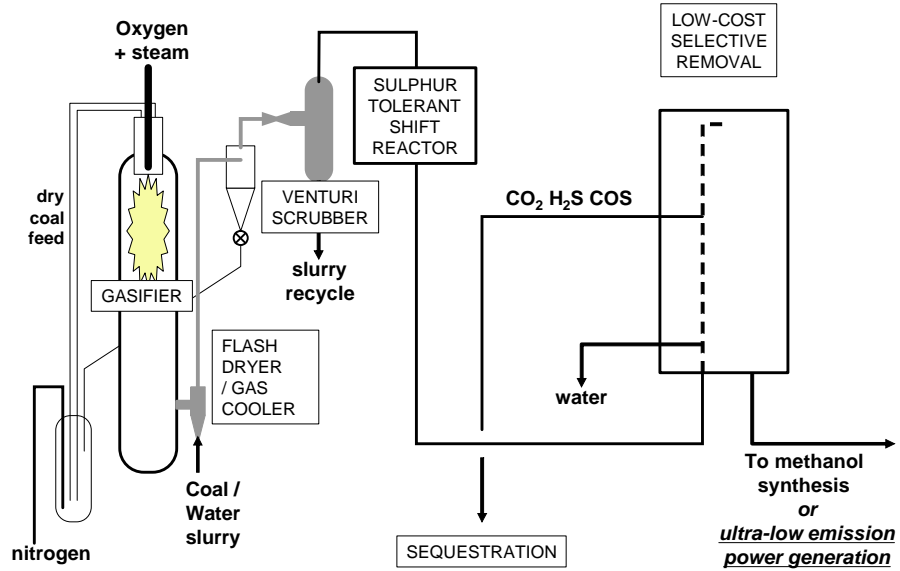 Oxygen
+ steam
LOW-COST
SELECTIVE
REMOVAL
SULPHUR
TOLERANT
SHIFT
REACTOR
dry
coal
feed
VENTURI
SCRUBBER
CO₂ H₂S COS
slurry
recycle
GASIFIER
FLASH
DRYER
/ GAS
COOLER
water
Coal /
Water
slurry
nitrogen
SEQUESTRATION
To methanol
synthesis
or
ultra-low emission
power generation